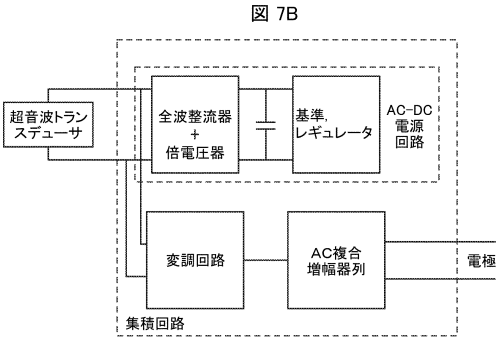 図 7B
超音波トラン
スデューサ
全波整流器
+
倍電圧器
基準,
レギュレータ
AC-DC
電源
回路
変調回路
AC複合
増幅器列
電極
集積回路